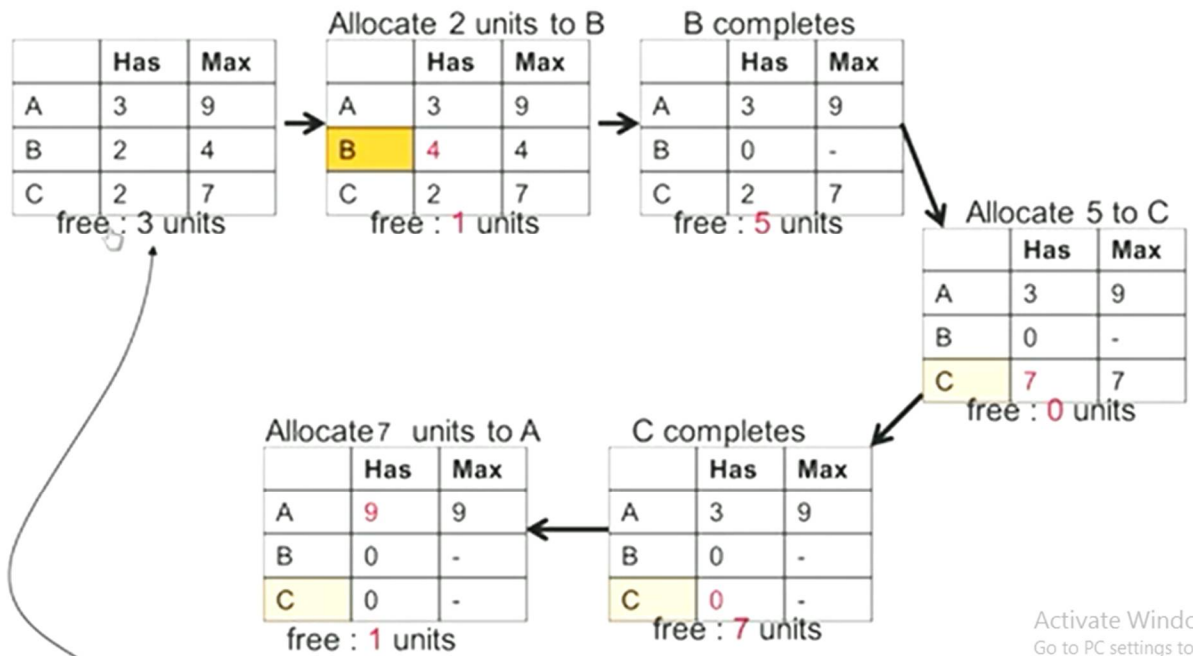 Allocate 2 units to B
B completes
Has Max
A 3 9
B 2 4
C 2 7
free : 3 units
Has Max
A 3 9
B 4 4
C 2 7
free : 1 units
Has Max
A 3 9
B 0 -
C 2 7
free : 5 units
Allocate 5 to C
Has Max
A 3 9
B 0 -
C 7 7
free : 0 units
Allocate7 units to A
Has Max
A 9 9
B 0 -
C 0 -
free : 1 units
C completes
Has Max
A 3 9
B 0 -
C 0 -
free : 7 units
Activate Windo
Go to PC settings to